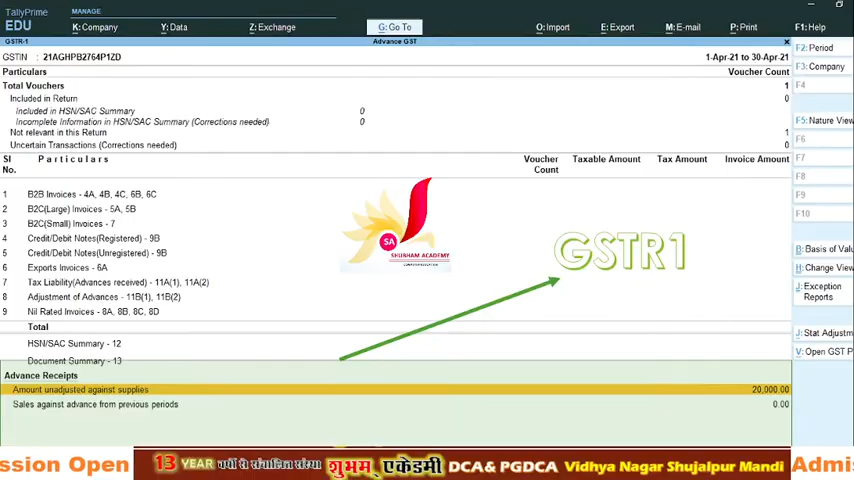 TallyPrime
EDU
MANAGE
K: Company
Y: Data
Z: Exchange
G: Go To
O: Import
E: Export
M: E-mail
P: Print
F1: Help
GSTR-1
Advance GST
GSTIN : 21AGHPB2764P1ZD
1-Apr-21 to 30-Apr-21
Particulars
Voucher Count
Total Vouchers 1
Included in Return 0
Included in HSN/SAC Summary 0
Incomplete Information in HSN/SAC Summary (Corrections needed) 0
Not relevant in this Return 1
Uncertain Transactions (Corrections needed) 0
Sl No. Particulars Voucher Count Taxable Amount Tax Amount Invoice Amount
1 B2B Invoices - 4A, 4B, 4C, 6B, 6C
2 B2C(Large) Invoices - 5A, 5B
3 B2C(Small) Invoices - 7
4 Credit/Debit Notes(Registered) - 9B
5 Credit/Debit Notes(Unregistered) - 9B
6 Exports Invoices - 6A
7 Tax Liability(Advances received) - 11A(1), 11A(2)
8 Adjustment of Advances - 11B(1), 11B(2)
9 Nil Rated Invoices - 8A, 8B, 8C, 8D
Total
HSN/SAC Summary - 12
Document Summary - 13
SA
SHUBHAM ACADEMY
GSTR1
Advance Receipts
Amount unadjusted against supplies 20,000.00
Sales against advance from previous periods 0.00
F2: Period
F3: Company
F4
F5: Nature View
F6
F7
F8
F9
F10
B: Basis of Valu
H: Change View
J: Exception
Reports
J: Stat Adjustm
V: Open GST P
ssion Open
13 YEAR वर्षो से संचालित संस्था शुभम् एकेडमी DCA& PGDCA Vidhya Nagar Shujalpur Mandi
Admis